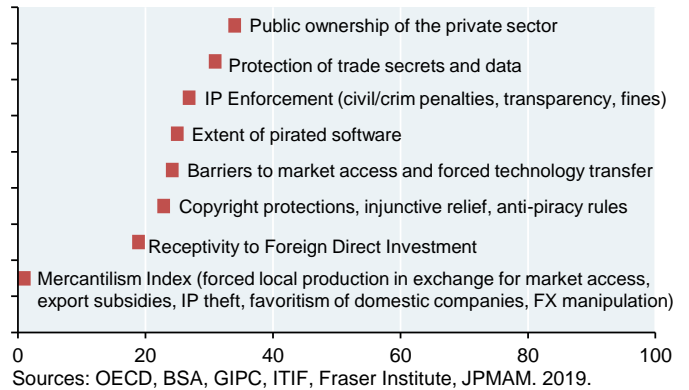 Public ownership of the private sector
Protection of trade secrets and data
IP Enforcement (civil/crim penalties, transparency, fines)
Extent of pirated software
Barriers to market access and forced technology transfer
Copyright protections, injunctive relief, anti-piracy rules
Receptivity to Foreign Direct Investment
Mercantilism Index (forced local production in exchange for market access,
export subsidies, IP theft, favoritism of domestic companies, FX manipulation)
0 20 40 60 80 100
Sources: OECD, BSA, GIPC, ITIF, Fraser Institute, JPMAM. 2019.